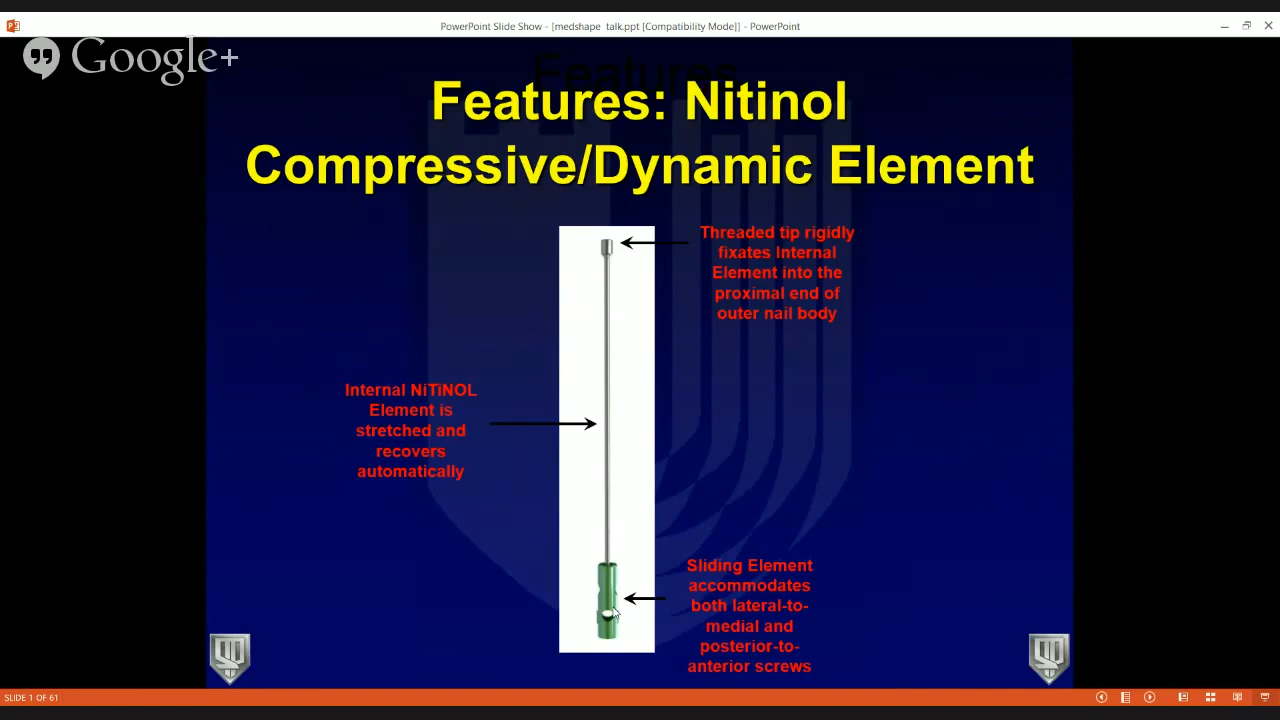 PowerPoint Slide Show - [medshape_talk.ppt [Compatibility Mode]] - PowerPoint
Google+
Features
Features: Nitinol
Compressive/Dynamic Element
Threaded tip rigidly
fixates Internal
Element into the
proximal end of
outer nail body
Internal NiTiNOL
Element is
stretched and
recovers
automatically
Sliding Element
accommodates
both lateral-to-
medial and
posterior-to-
anterior screws
SLIDE 1 OF 61